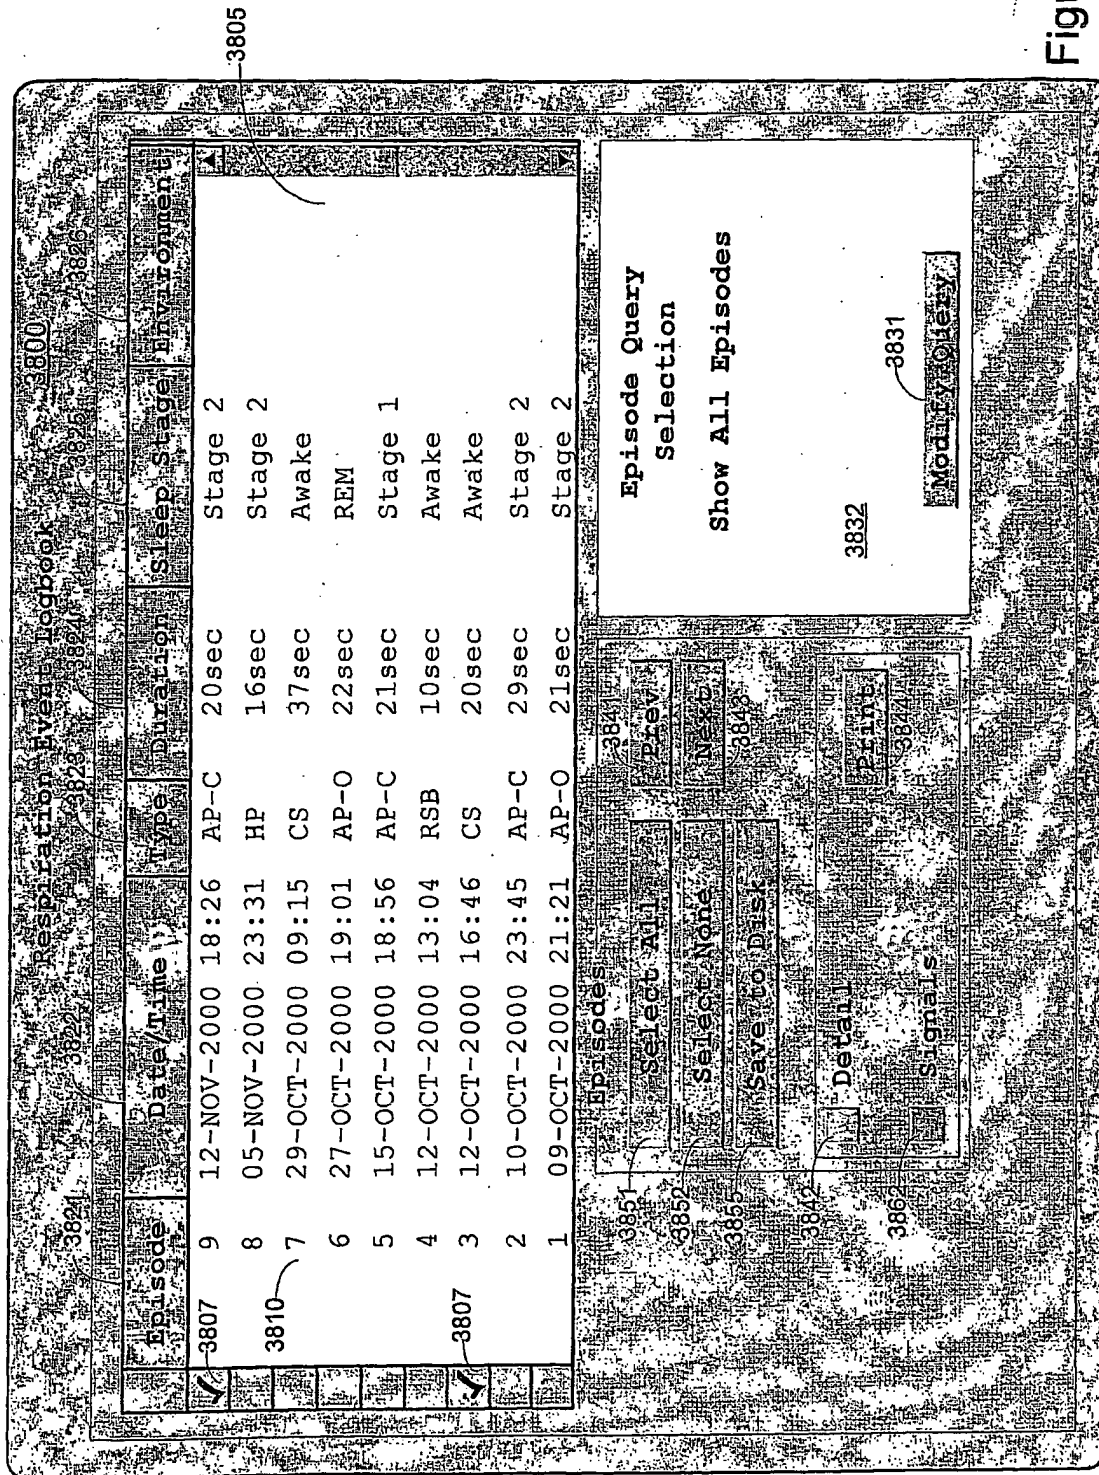 Respiration Event Logbook 3800
3821 3822 3823 3824 3825 3826
Episode Date/Time Type Duration Sleep Stage Environment
3807
9 12-NOV-2000 18:26 AP-C 20sec Stage 2
8 05-NOV-2000 23:31 HP 16sec Stage 2
3810 7 29-OCT-2000 09:15 CS 37sec Awake
6 27-OCT-2000 19:01 AP-O 22sec REM
5 15-OCT-2000 18:56 AP-C 21sec Stage 1
4 12-OCT-2000 13:04 RSB 10sec Awake
3807 3 12-OCT-2000 16:46 CS 20sec Awake
2 10-OCT-2000 23:45 AP-C 29sec Stage 2
1 09-OCT-2000 21:21 AP-O 21sec Stage 2
3805
Episodes
3851 Select All
3852 Select None
3855 Save to Disk
3841 Prev
Next 3843
3842 Detail
3862 Signals
Print
3844
Episode Query
Selection
Show All Episodes
3832
3831
Modify Query